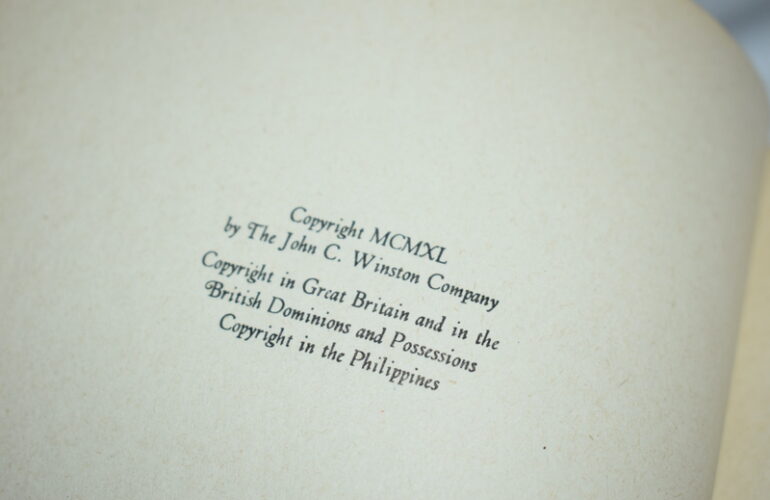 Copyright MCMXL
by The John C. Winston Company
Copyright in Great Britain and in the
British Dominions and Possessions
Copyright in the Philippines